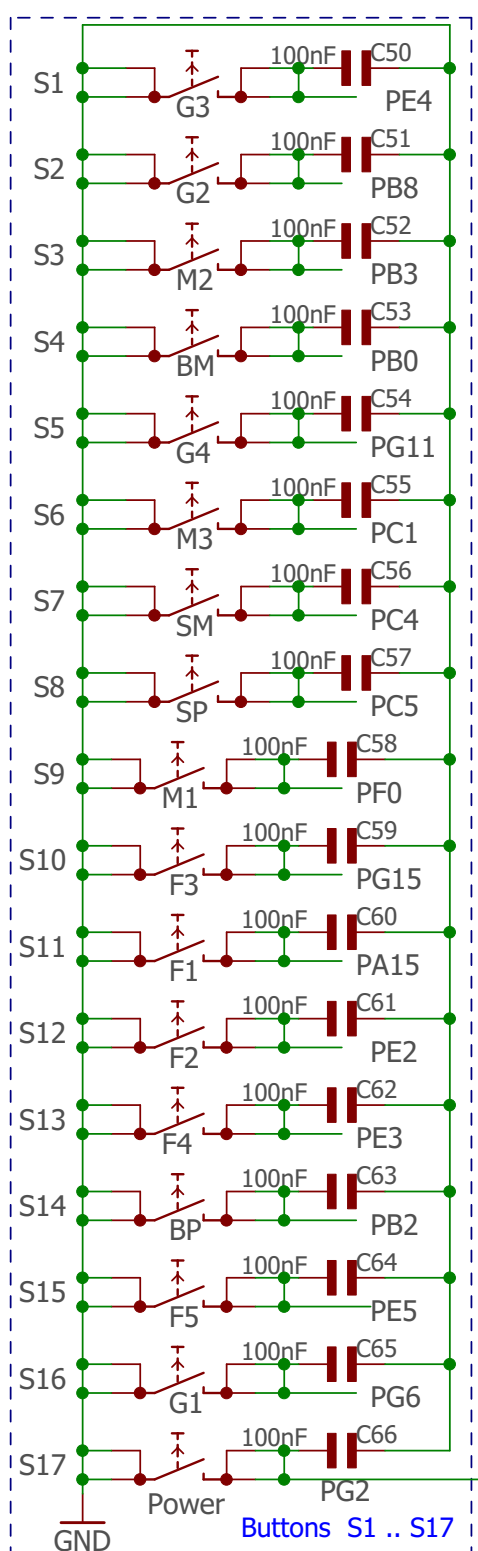 100nF C50
S1 G3 PE4
100nF C51
S2 G2 PB8
100nF C52
S3 M2 PB3
100nF C53
S4 BM PB0
100nF C54
S5 G4 PG11
100nF C55
S6 M3 PC1
100nF C56
S7 SM PC4
100nF C57
S8 SP PC5
100nF C58
S9 M1 PF0
100nF C59
S10 F3 PG15
100nF C60
S11 F1 PA15
100nF C61
S12 F2 PE2
100nF C62
S13 F4 PE3
100nF C63
S14 BP PB2
100nF C64
S15 F5 PE5
100nF C65
S16 G1 PG6
100nF C66
S17 Power PG2
GND Buttons S1 .. S17